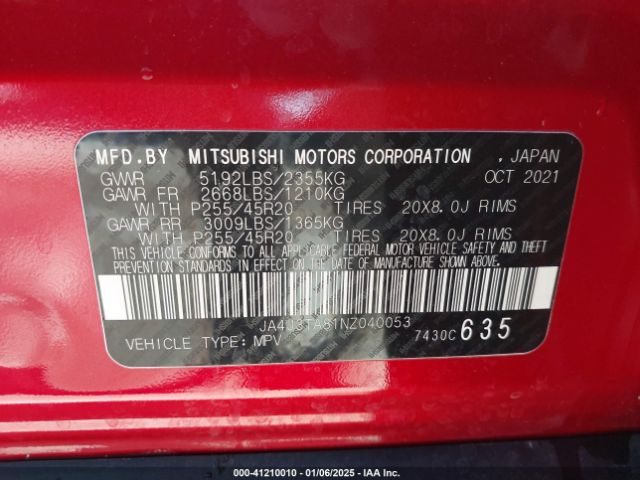 MFD.BY MITSUBISHI MOTORS CORPORATION , JAPAN
GVWR 5192LBS/2355KG OCT 2021
GAWR FR 2668LBS/1210KG
WITH P255/45R20 TIRES 20X8.0J RIMS
GAWR RR 3009LBS/1365KG
WITH P255/45R20 TIRES 20X8.0J RIMS
THIS VEHICLE CONFORMS TO ALL APPLICABLE FEDERAL MOTOR VEHICLE SAFETY AND THEFT
PREVENTION STANDARDS IN EFFECT ON THE DATE OF MANUFACTURE SHOWN ABOVE.
JA4J3TA81NZ040053
VEHICLE TYPE:MPV 7430C 635
000-41210010 - 01/06/2025 - IAA Inc.